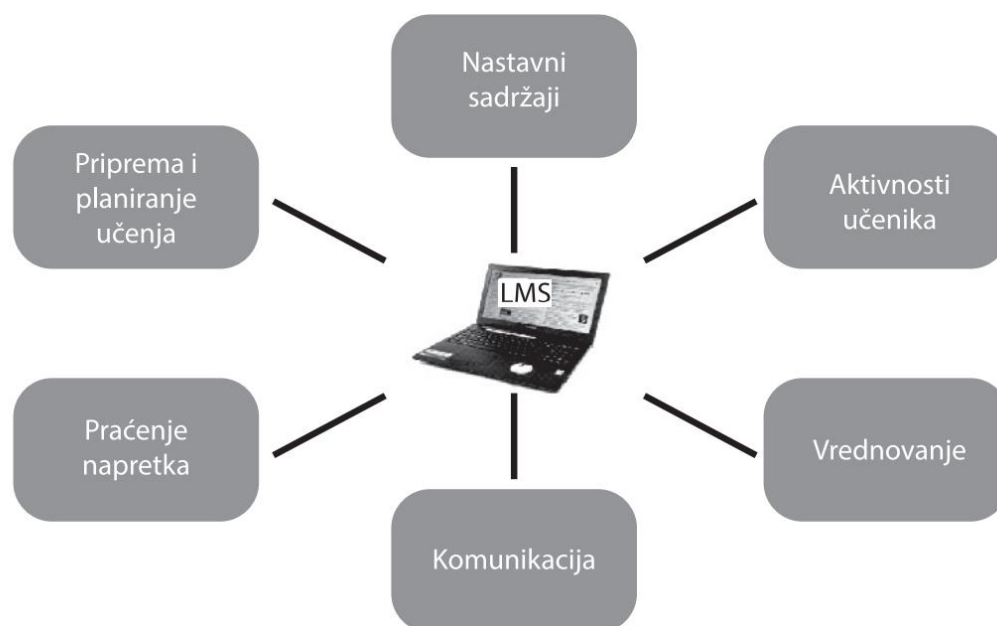 Nastavni
sadržaji
Priprema i
planiranje
učenja
Aktivnosti
učenika
LMS
Praćenje
napretka
Vrednovanje
Komunikacija